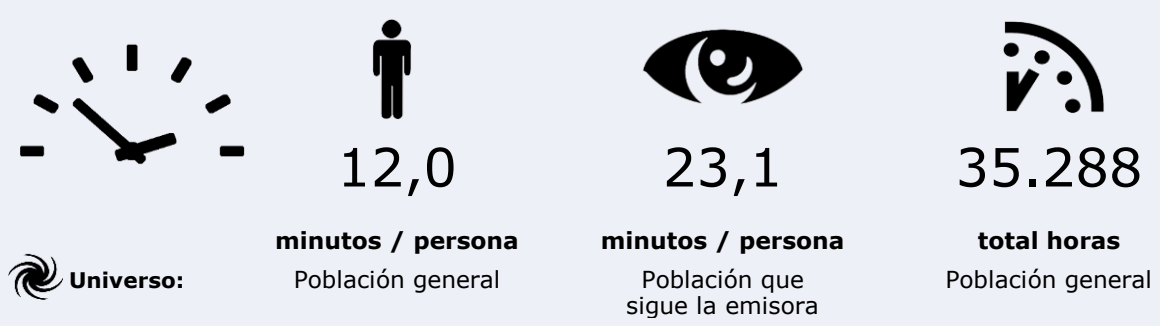 12,0
23,1
35.288
minutos / persona
minutos / persona
total horas
Universo:
Población general
Población que
sigue la emisora
Población general